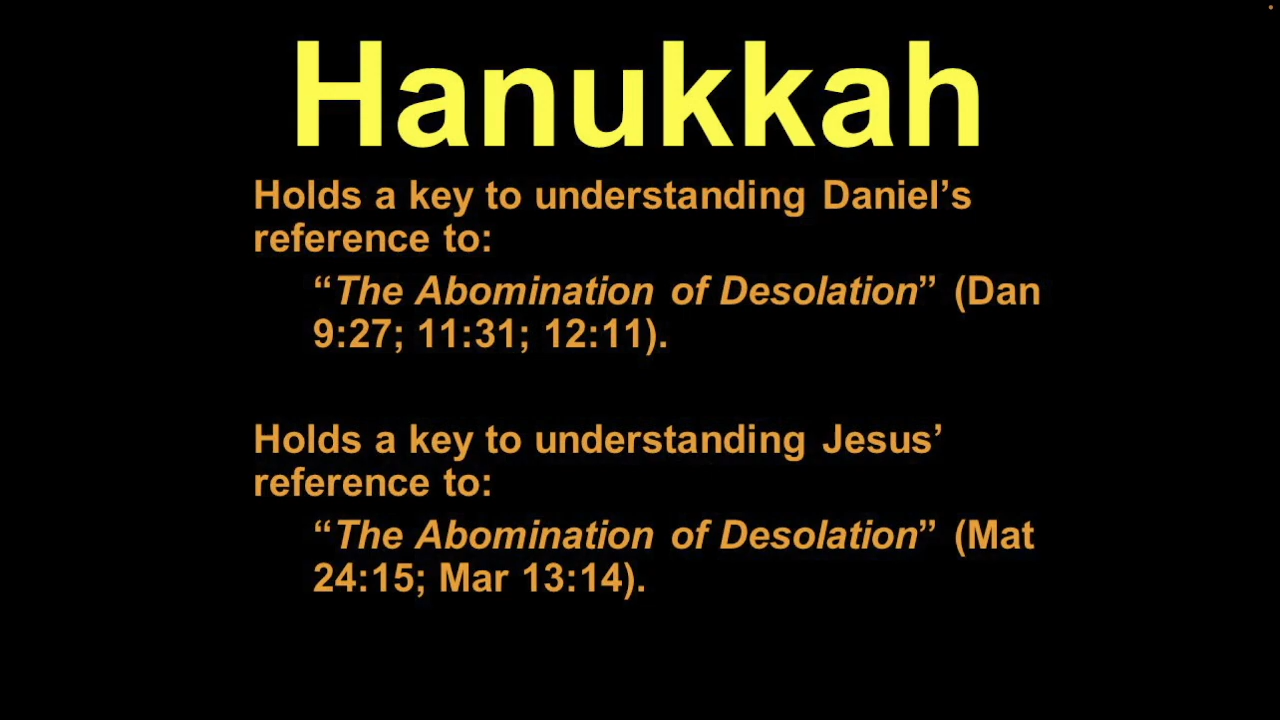 Hanukkah
Holds a key to understanding Daniel’s
reference to:
“The Abomination of Desolation” (Dan
9:27; 11:31; 12:11).
Holds a key to understanding Jesus’
reference to:
“The Abomination of Desolation” (Mat
24:15; Mar 13:14).